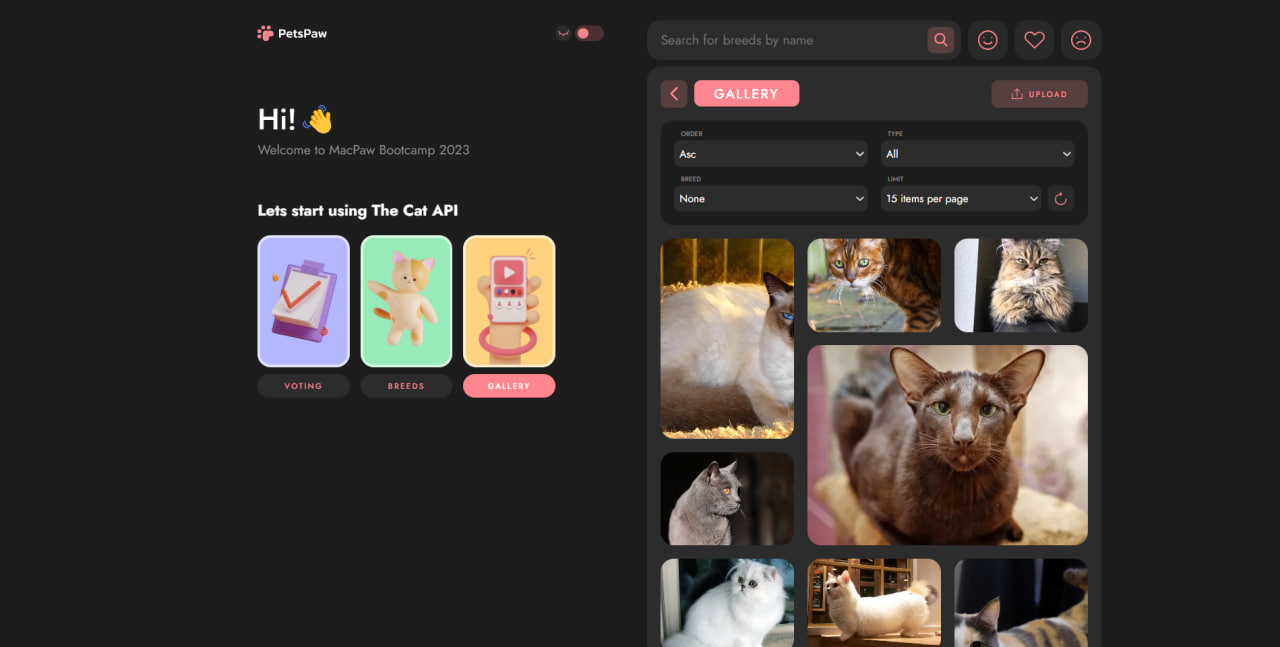 PetsPaw
Hi! 👋
Welcome to MacPaw Bootcamp 2023
Lets start using The Cat API
VOTING
BREEDS
GALLERY
Search for breeds by name
GALLERY
UPLOAD
ORDER
Asc
TYPE
All
BREED
None
LIMIT
15 items per page